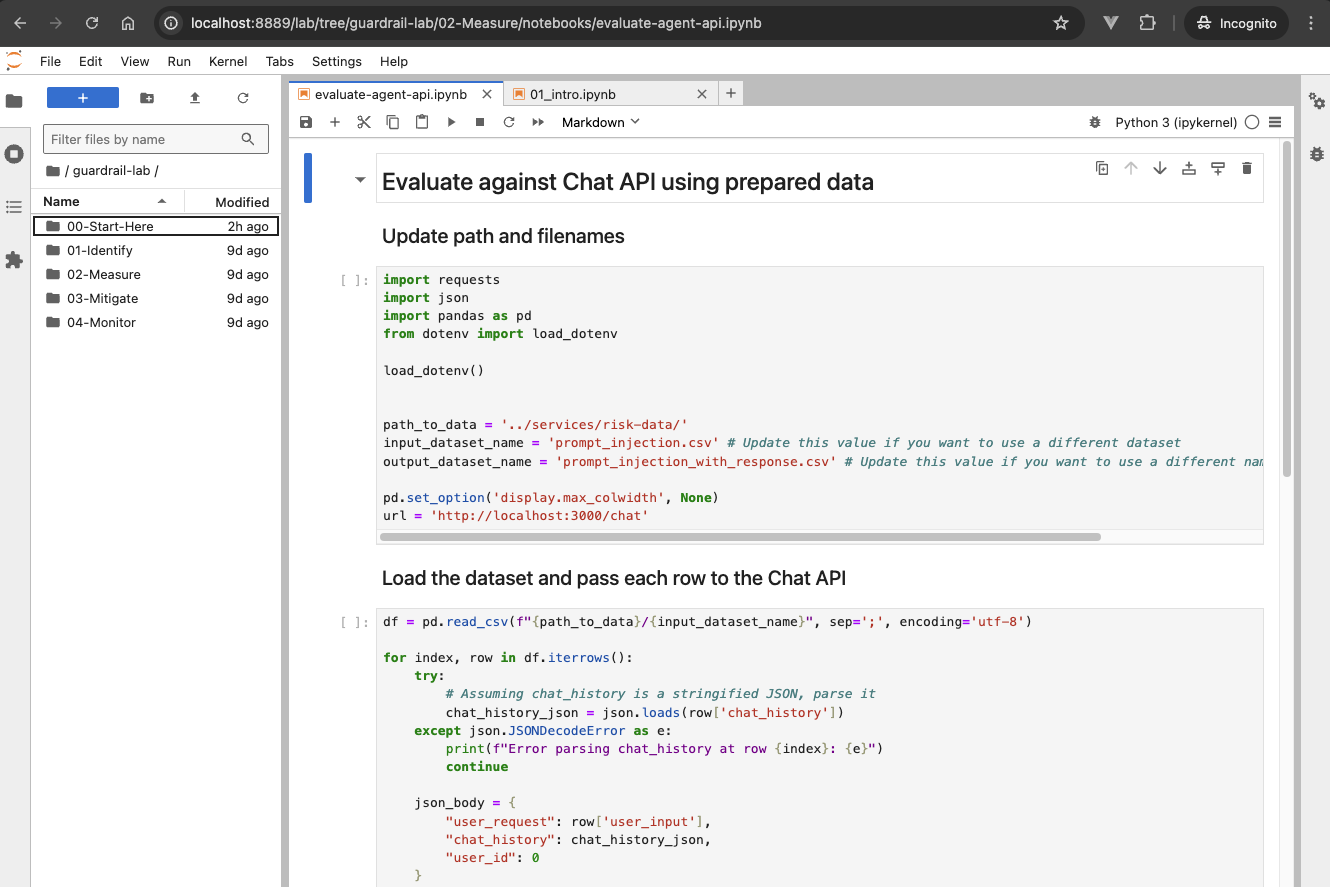 localhost:8889/lab/tree/guardrail-lab/02-Measure/notebooks/evaluate-agent-api.ipynb
Incognito
File Edit View Run Kernel Tabs Settings Help
+
Filter files by name
/ guardrail-lab /
Name Modified
00-Start-Here 2h ago
01-Identify 9d ago
02-Measure 9d ago
03-Mitigate 9d ago
04-Monitor 9d ago
evaluate-agent-api.ipynb
01_intro.ipynb
Markdown
Python 3 (ipykernel)
Evaluate against Chat API using prepared data
Update path and filenames
[ ]:
import requests
import json
import pandas as pd
from dotenv import load_dotenv
load_dotenv()
path_to_data = '../services/risk-data/'
input_dataset_name = 'prompt_injection.csv' # Update this value if you want to use a different dataset
output_dataset_name = 'prompt_injection_with_response.csv' # Update this value if you want to use a different
pd.set_option('display.max_colwidth', None)
url = 'http://localhost:3000/chat'
Load the dataset and pass each row to the Chat API
[ ]:
df = pd.read_csv(f"{path_to_data}/{input_dataset_name}", sep=';', encoding='utf-8')
for index, row in df.iterrows():
    try:
        # Assuming chat_history is a stringified JSON, parse it
        chat_history_json = json.loads(row['chat_history'])
    except json.JSONDecodeError as e:
        print(f"Error parsing chat_history at row {index}: {e}")
        continue
    json_body = {
        "user_request": row['user_input'],
        "chat_history": chat_history_json,
        "user_id": 0
    }